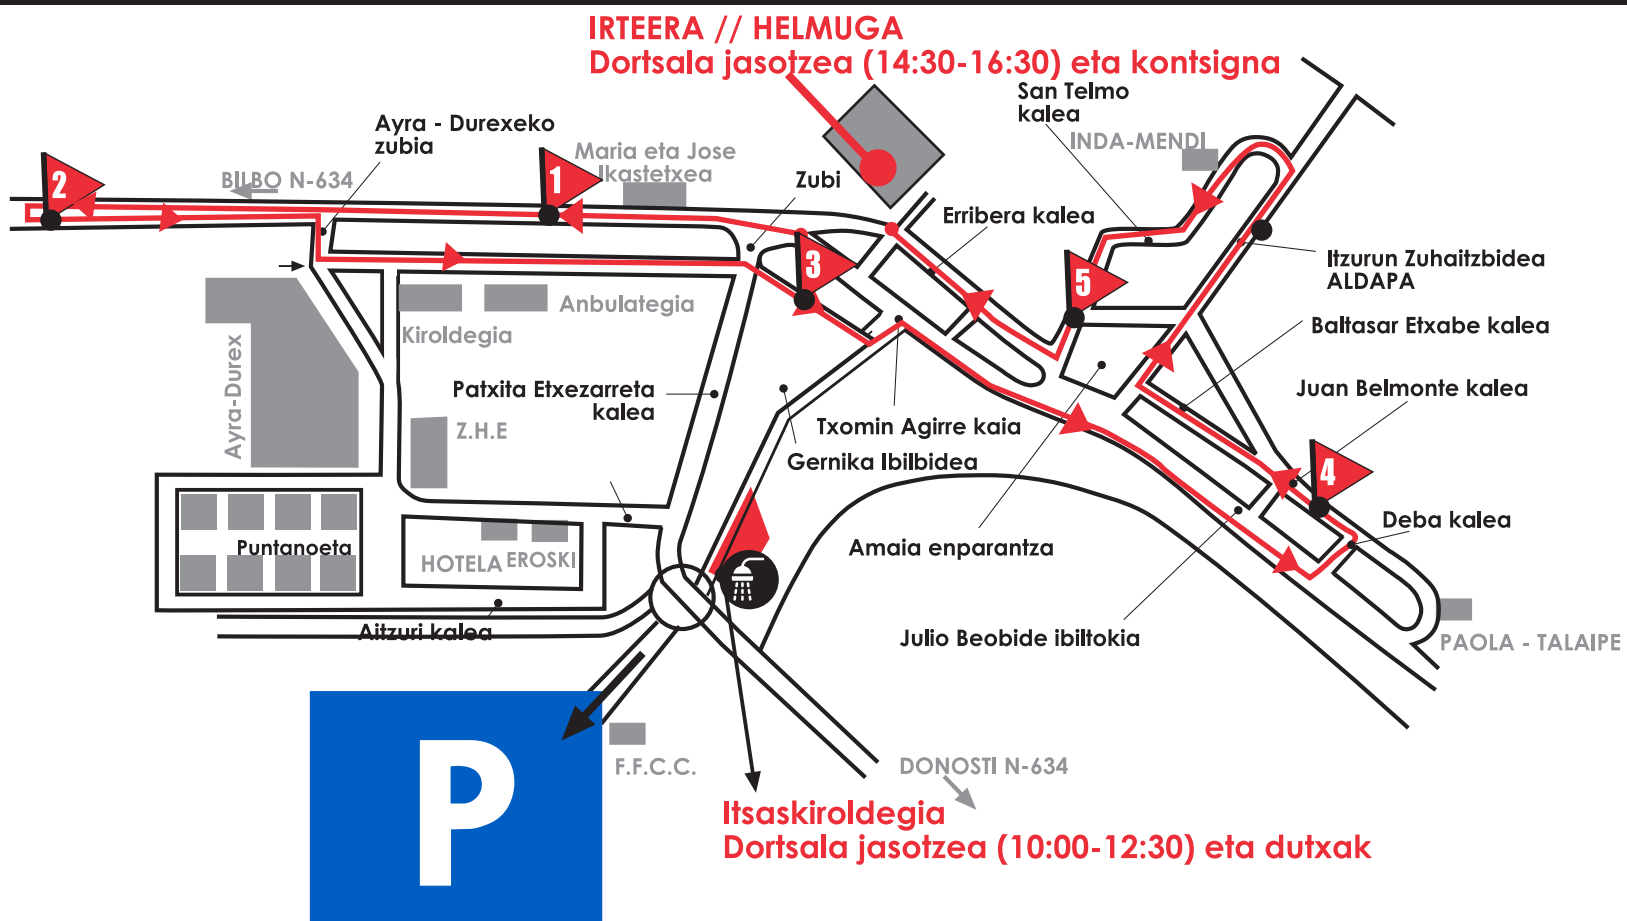 IRTEERA // HELMUGA
Dortsala jasotzea (14:30-16:30) eta kontsigna
San Telmo
kalea
INDA-MENDI
Ayra - Durexeko
zubia
Maria eta Jose
Ikastetxea
BILBO N-634
Zubi
2
1
Erribera kalea
3
5
Itzurun Zuhaitzbidea
ALDAPA
Anbulategia
Kiroldegia
Baltasar Etxabe kalea
Ayra-Durex
Patxita Etxezarreta
kalea
Juan Belmonte kalea
Z.H.E
Txomin Agirre kaia
Gernika Ibilbidea
4
Deba kalea
Puntanoeta
HOTELA
EROSKI
Amaia enparantza
Aitzuri kalea
Julio Beobide ibiltokia
PAOLA - TALAIPE
P
F.F.C.C.
DONOSTI N-634
Itsaskiroldegia
Dortsala jasotzea (10:00-12:30) eta dutxak